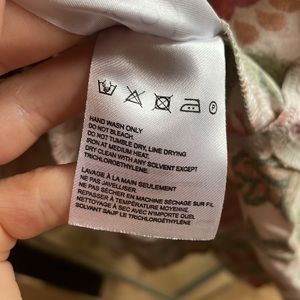 P
HAND WASH ONLY
DO NOT BLEACH.
DO NOT TUMBLE DRY, LINE DRYING
IRON AT MEDIUM HEAT.
DRY CLEAN WITH ANY SOLVENT EXCEPT
TRICHLOROETHYLENE.
LAVAGE À LA MAIN SEULEMENT
NE PAS JAVELLISER.
NE PAS SÉCHER EN MACHINE SÉCHAGE SUR FIL
REPASSER À TEMPÉRATURE MOYENNE.
NETTOYAGE À SEC AVEC N'IMPORTE QUEL
SOLVANT SAUF LE TRICHLOROÉTHYLÈNE.